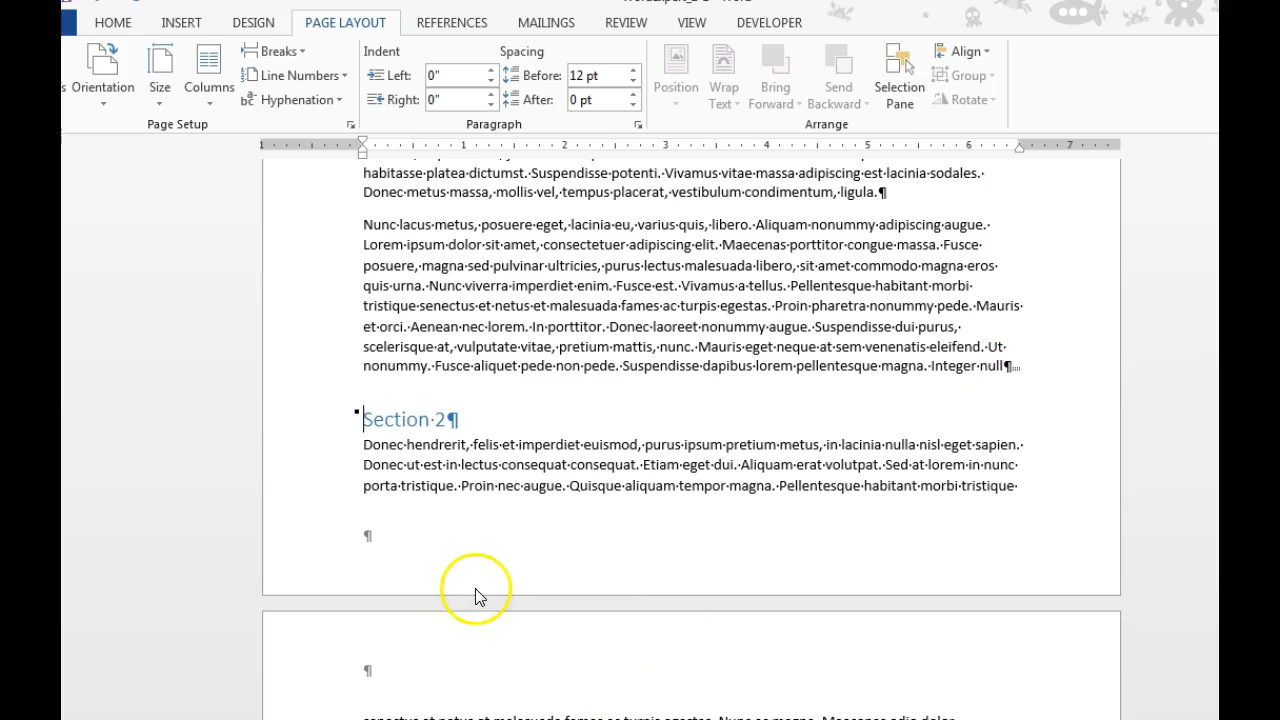 HOME INSERT DESIGN PAGE LAYOUT REFERENCES MAILINGS REVIEW VIEW DEVELOPER
Breaks Indent Spacing Align
Line Numbers Left: 0" Before: 12 pt Group
Orientation Size Columns Position Wrap Text Bring Forward Send Backward Selection Pane
Hyphenation Right: 0" After: 0 pt Rotate
Page Setup Paragraph Arrange
1 1 2 3 4 5 6 7
habitasse·platea·dictumst.·Suspendisse·potenti.·Vivamus·vitae·massa·adipiscing·est·lacinia·sodales.·
Donec·metus·massa,·mollis·vel,·tempus·placerat,·vestibulum·condimentum,·ligula.¶
Nunc·lacus·metus,·posuere·eget,·lacinia·eu,·varius·quis,·libero.·Aliquam·nonummy·adipiscing·augue.·
Lorem·ipsum·dolor·sit·amet,·consectetuer·adipiscing·elit.·Maecenas·porttitor·congue·massa.·Fusce·
posuere,·magna·sed·pulvinar·ultricies,·purus·lectus·malesuada·libero,·sit·amet·commodo·magna·eros·
quis·urna.·Nunc·viverra·imperdiet·enim.·Fusce·est.·Vivamus·a·tellus.·Pellentesque·habitant·morbi·
tristique·senectus·et·netus·et·malesuada·fames·ac·turpis·egestas.·Proin·pharetra·nonummy·pede.·Mauris·
et·orci.·Aenean·nec·lorem.·In·porttitor.·Donec·laoreet·nonummy·augue.·Suspendisse·dui·purus,·
scelerisque·at,·vulputate·vitae,·pretium·mattis,·nunc.·Mauris·eget·neque·at·sem·venenatis·eleifend.·Ut·
nonummy.·Fusce·aliquet·pede·non·pede.·Suspendisse·dapibus·lorem·pellentesque·magna.·Integer·null¶
Section·2¶
Donec·hendrerit,·felis·et·imperdiet·euismod,·purus·ipsum·pretium·metus,·in·lacinia·nulla·nisl·eget·sapien.·
Donec·ut·est·in·lectus·consequat·consequat.·Etiam·eget·dui.·Aliquam·erat·volutpat.·Sed·at·lorem·in·nunc·
porta·tristique.·Proin·nec·augue.·Quisque·aliquam·tempor·magna.·Pellentesque·habitant·morbi·tristique·
¶
¶